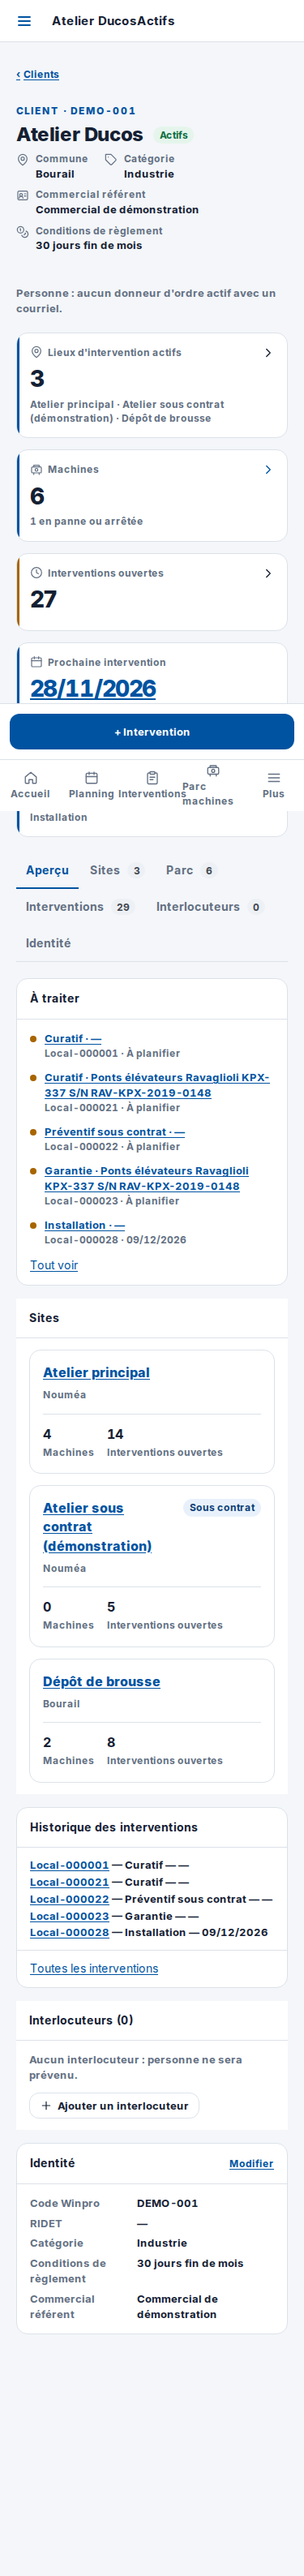 Atelier DucosActifs
‹ Clients
CLIENT · DEMO-001
Atelier Ducos Actifs
Commune
Bourail
Catégorie
Industrie
Commercial référent
Commercial de démonstration
Conditions de règlement
30 jours fin de mois
Personne : aucun donneur d'ordre actif avec un
courriel.
Lieux d'intervention actifs
3
Atelier principal · Atelier sous contrat
(démonstration) · Dépôt de brousse
Machines
6
1 en panne ou arrêtée
Interventions ouvertes
27
Prochaine intervention
28/11/2026
+ Intervention
Accueil
Planning
Interventions
Parc
machines
Plus
Installation
Aperçu
Sites 3
Parc 6
Interventions 29
Interlocuteurs 0
Identité
À traiter
Curatif · —
Local-000001 · À planifier
Curatif · Ponts élévateurs Ravaglioli KPX-
337 S/N RAV-KPX-2019-0148
Local-000021 · À planifier
Préventif sous contrat · —
Local-000022 · À planifier
Garantie · Ponts élévateurs Ravaglioli
KPX-337 S/N RAV-KPX-2019-0148
Local-000023 · À planifier
Installation · —
Local-000028 · 09/12/2026
Tout voir
Sites
Atelier principal
Nouméa
4
Machines
14
Interventions ouvertes
Atelier sous
contrat
(démonstration)
Sous contrat
Nouméa
0
Machines
5
Interventions ouvertes
Dépôt de brousse
Bourail
2
Machines
8
Interventions ouvertes
Historique des interventions
Local-000001 — Curatif — —
Local-000021 — Curatif — —
Local-000022 — Préventif sous contrat — —
Local-000023 — Garantie — —
Local-000028 — Installation — 09/12/2026
Toutes les interventions
Interlocuteurs (0)
Aucun interlocuteur : personne ne sera
prévenu.
+ Ajouter un interlocuteur
Identité
Modifier
Code Winpro
DEMO-001
RIDET
—
Catégorie
Industrie
Conditions de
règlement
30 jours fin de mois
Commercial
référent
Commercial de
démonstration